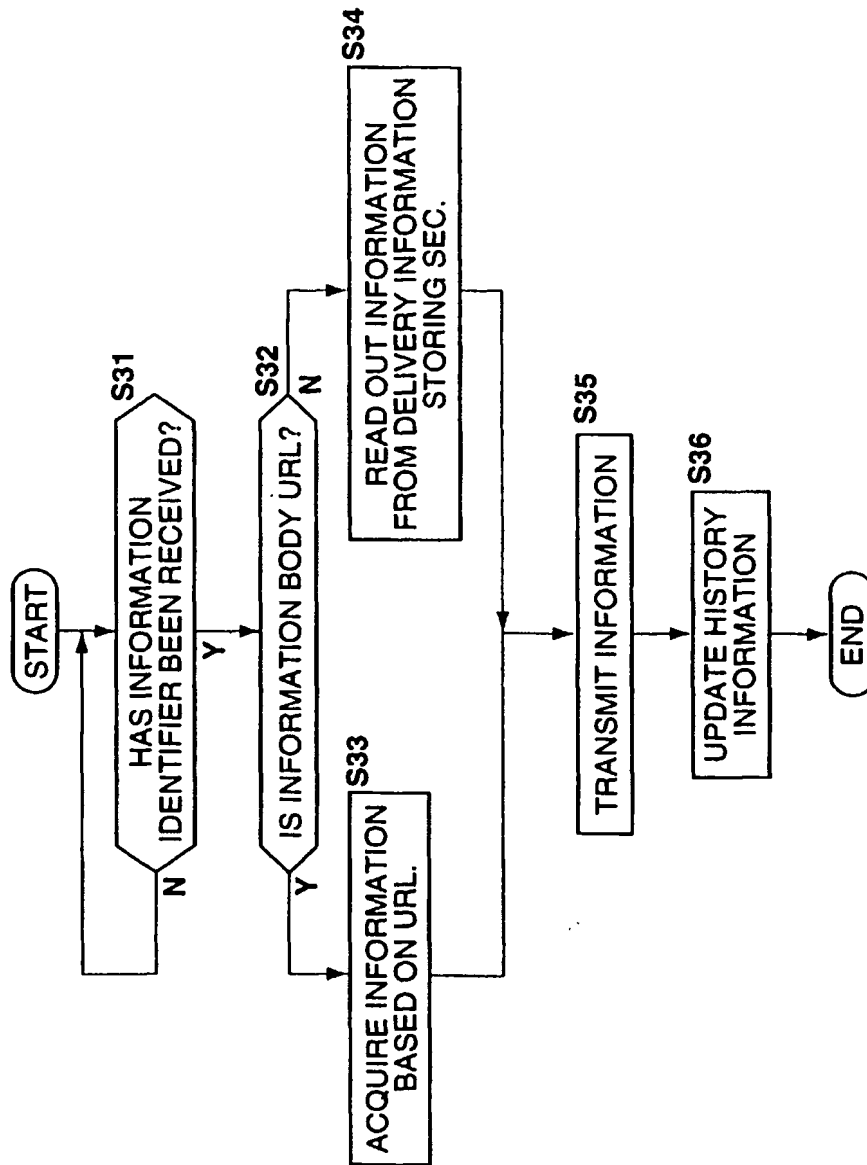 START
S31
HAS INFORMATION
IDENTIFIER BEEN RECEIVED?
N
Y
S32
IS INFORMATION BODY URL?
Y
N
S33
ACQUIRE INFORMATION
BASED ON URL.
S34
READ OUT INFORMATION
FROM DELIVERY INFORMATION
STORING SEC.
S35
TRANSMIT INFORMATION
S36
UPDATE HISTORY
INFORMATION
END